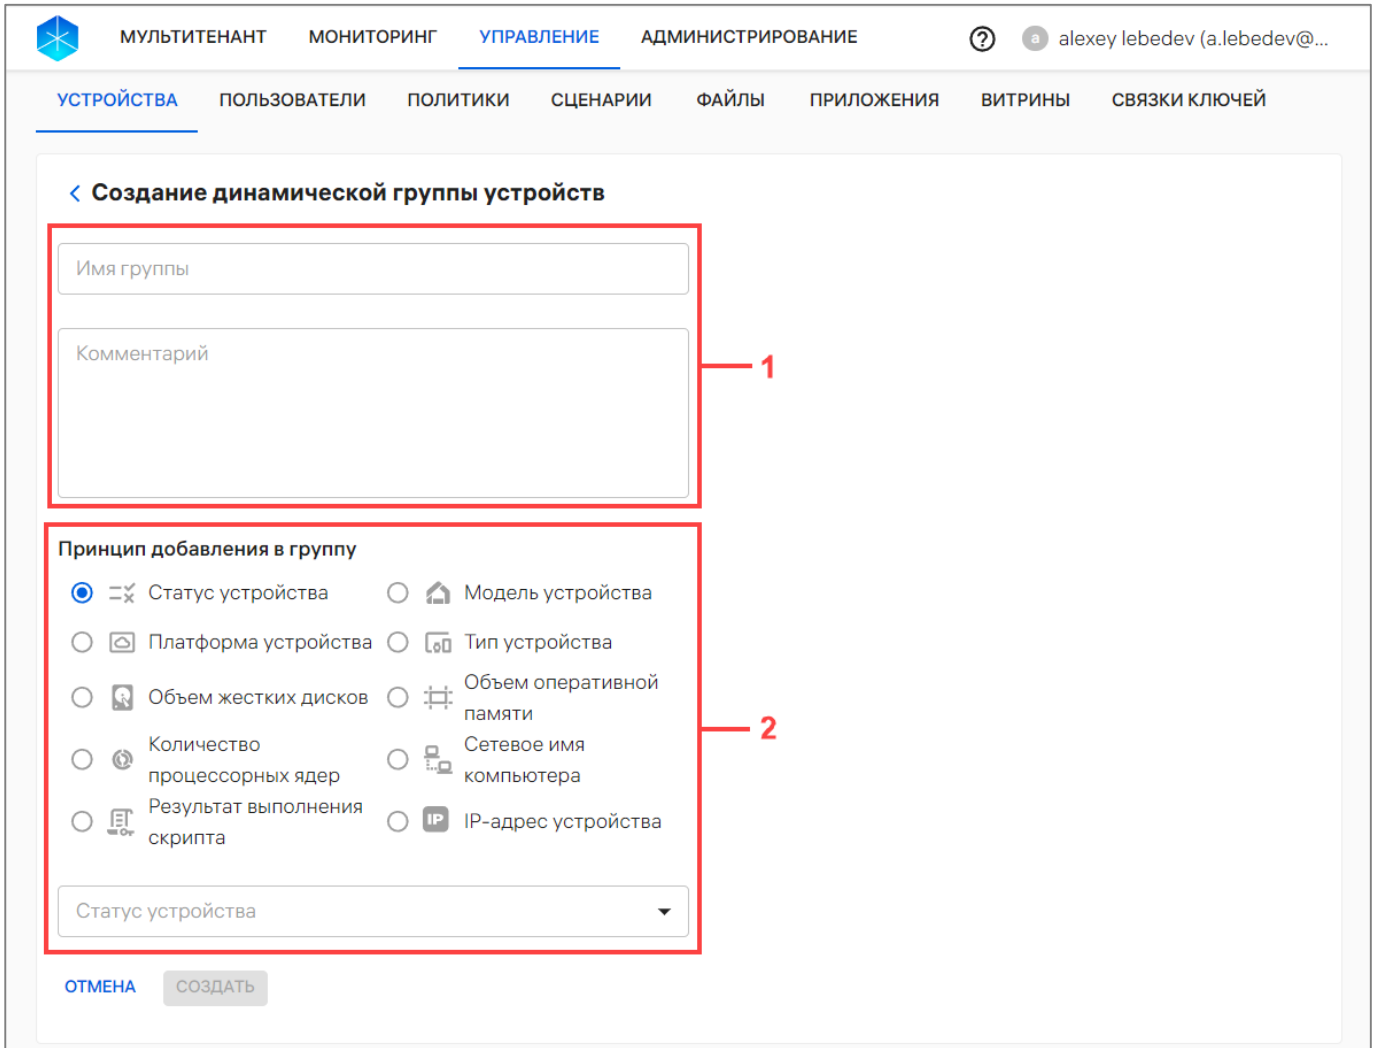 МУЛЬТИТЕНАНТ МОНИТОРИНГ УПРАВЛЕНИЕ АДМИНИСТРИРОВАНИЕ ? a alexey lebedev (a.lebedev@...
УСТРОЙСТВА ПОЛЬЗОВАТЕЛИ ПОЛИТИКИ СЦЕНАРИИ ФАЙЛЫ ПРИЛОЖЕНИЯ ВИТРИНЫ СВЯЗКИ КЛЮЧЕЙ
Создание динамической группы устройств
Имя группы
Комментарий
1
Принцип добавления в группу
Статус устройства
Модель устройства
Платформа устройства
Тип устройства
Объем жестких дисков
Объем оперативной
памяти
2
Количество
процессорных ядер
Сетевое имя
компьютера
Результат выполнения
скрипта
IP IP-адрес устройства
Статус устройства
ОТМЕНА СОЗДАТЬ